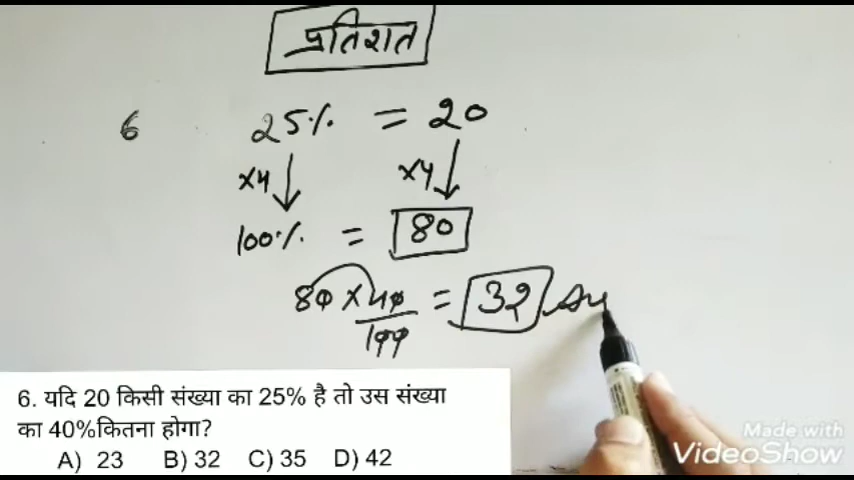 प्रतिशत
6 25% = 20
×4 ×4
100% = 80
80 × 40/100 = 32 Au
6. यदि 20 किसी संख्या का 25% है तो उस संख्या
का 40%कितना होगा?
A) 23 B) 32 C) 35 D) 42
Made with
VideoShow